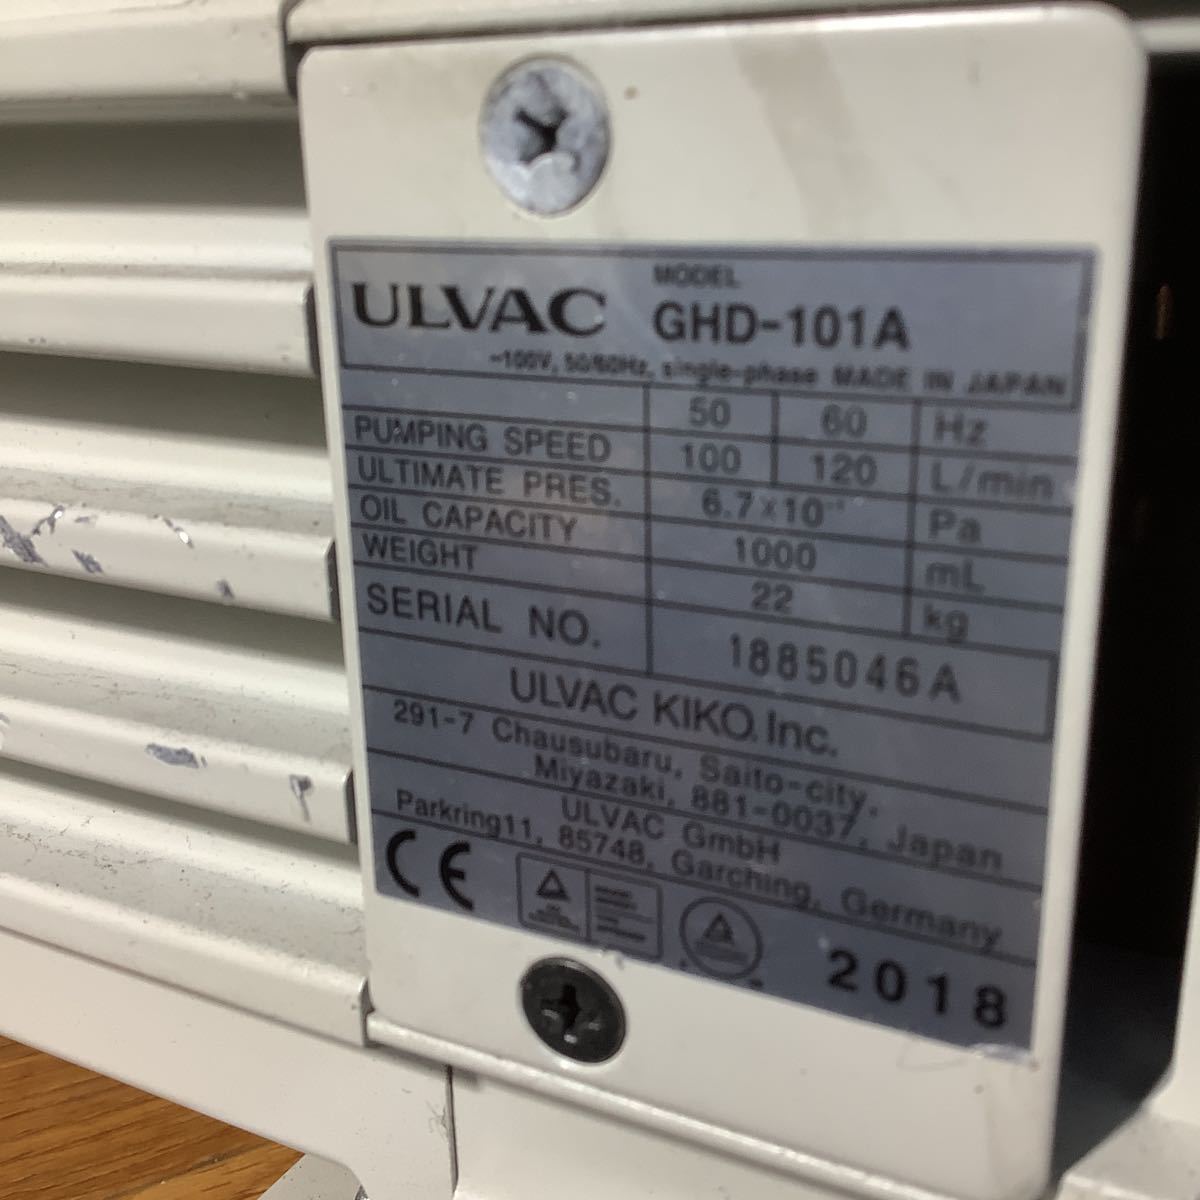 ULVAC MODEL GHD-101A
~100V, 50/60Hz, single-phase MADE IN JAPAN
50 60 Hz
PUMPING SPEED 100 120 L/min
ULTIMATE PRES. 6.7×10⁻¹ Pa
OIL CAPACITY 1000 mL
WEIGHT 22 kg
SERIAL NO. 1885046A
ULVAC KIKO. Inc.
291-7 Chausubaru, Saito-city,
Miyazaki, 881-0037, Japan
ULVAC GmbH
Parkring11, 85748, Garching, Germany
CE
2018